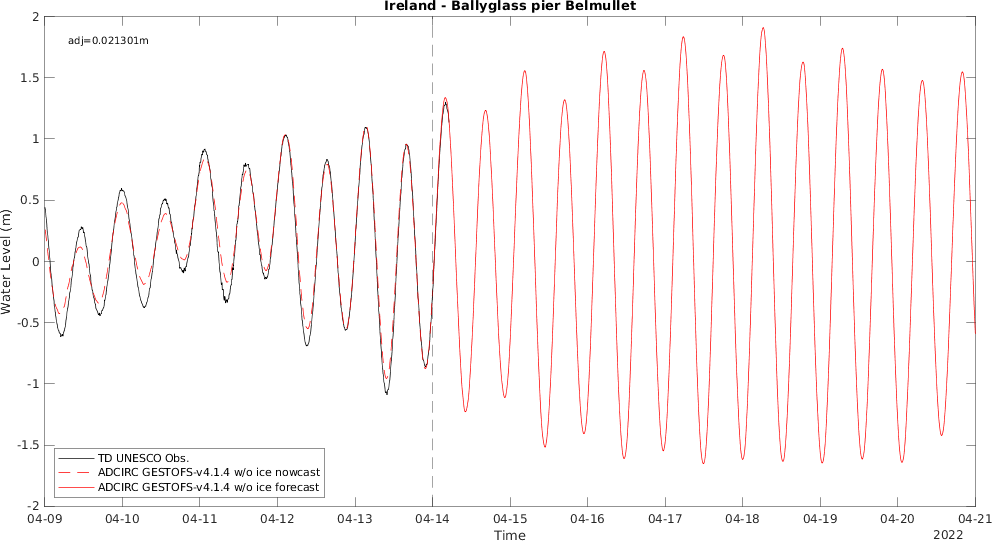 Ireland - Ballyglass pier Belmullet
adj=0.021301m
2
1.5
1
0.5
0
-0.5
-1
-1.5
-2
Water Level (m)
TD UNESCO Obs.
ADCIRC GESTOFS-v4.1.4 w/o ice nowcast
ADCIRC GESTOFS-v4.1.4 w/o ice forecast
04-09 04-10 04-11 04-12 04-13 04-14 04-15 04-16 04-17 04-18 04-19 04-20 04-21
Time
2022